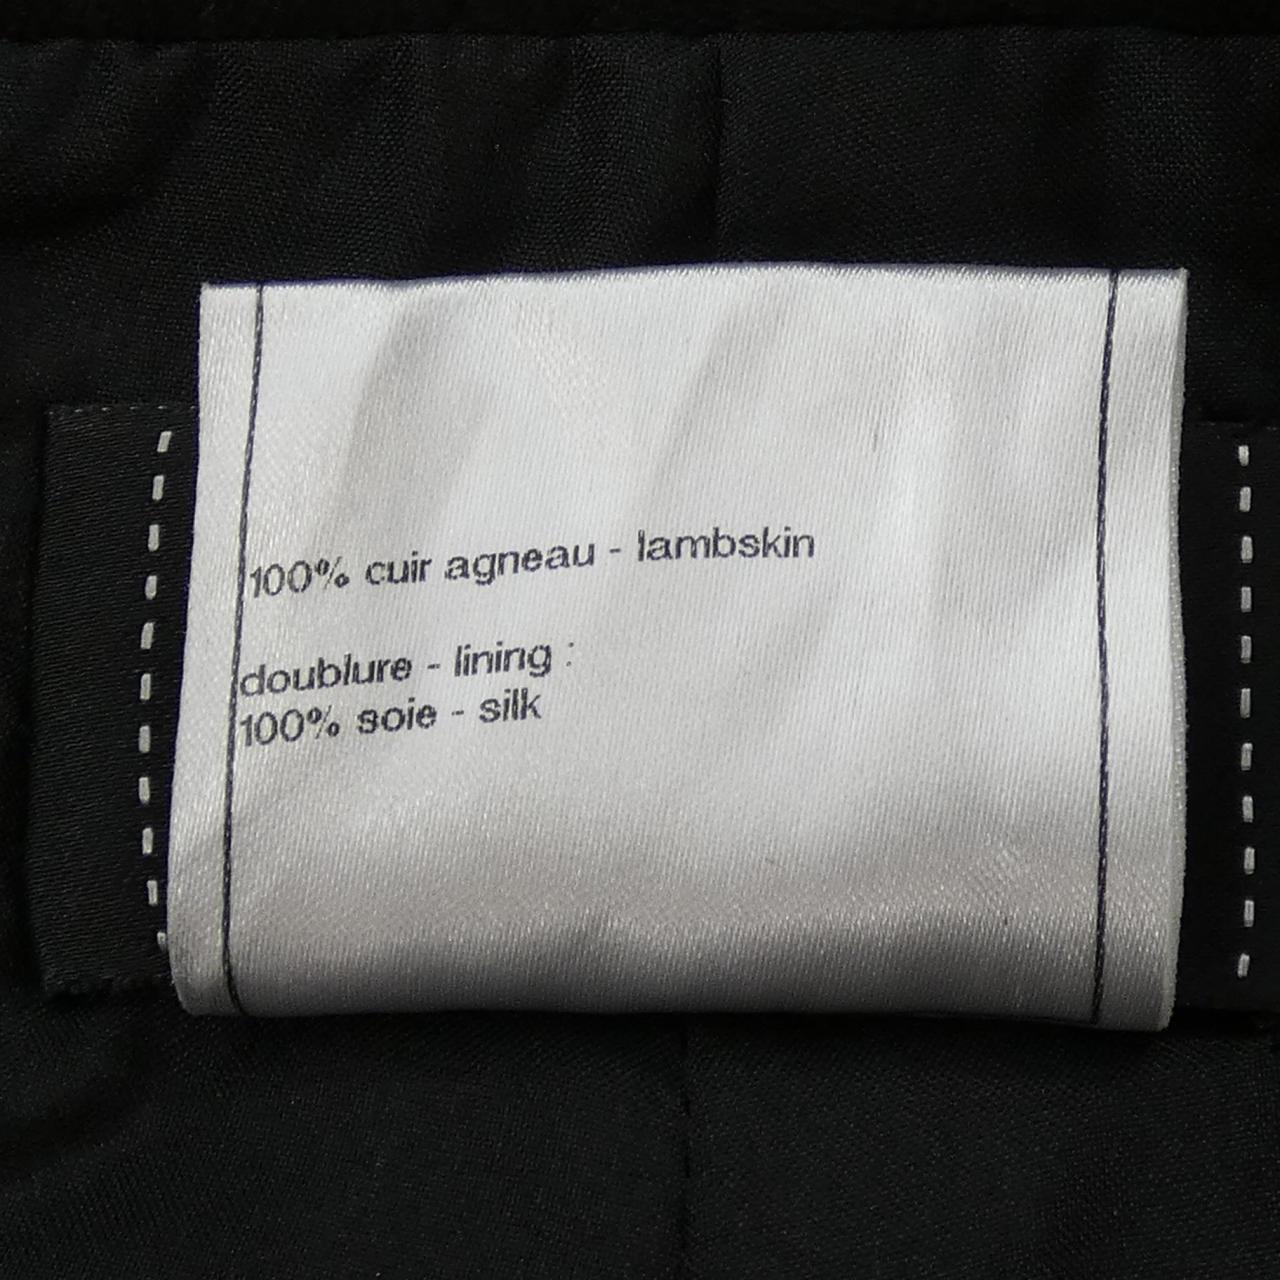 100% cuir agneau - lambskin
doublure - lining :
100% soie - silk